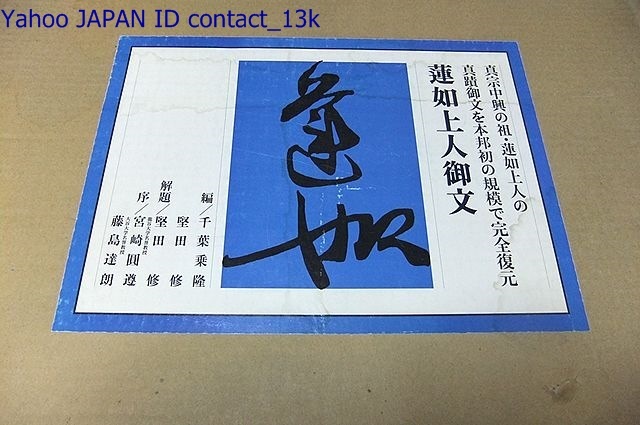 Yahoo JAPAN ID contact_13k
真宗中興の祖・蓮如上人の
真蹟御文を本邦初の規模で完全復元
蓮如上人御文
蓮如
編/千葉乗隆
堅田 修
解題/堅田 修
序/宮崎圓遵
藤島達朗